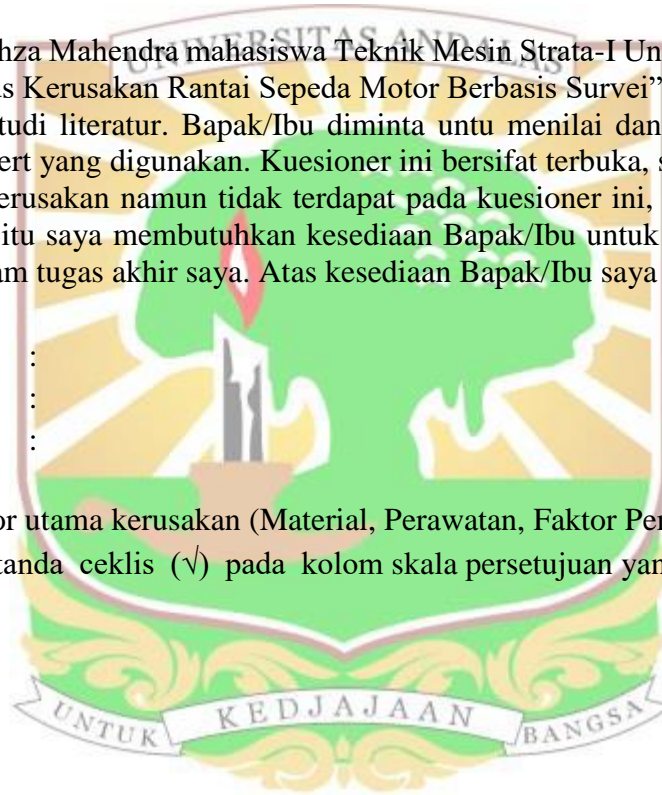 UNIVERSITAS ANDALAS
hza Mahendra mahasiswa Teknik Mesin Strata-I Un
s Kerusakan Rantai Sepeda Motor Berbasis Survei”
tudi literatur. Bapak/Ibu diminta untu menilai dan
ert yang digunakan. Kuesioner ini bersifat terbuka, s
erusakan namun tidak terdapat pada kuesioner ini,
itu saya membutuhkan kesediaan Bapak/Ibu untuk
am tugas akhir saya. Atas kesediaan Bapak/Ibu saya
:
:
:
or utama kerusakan (Material, Perawatan, Faktor Per
tanda ceklis (√) pada kolom skala persetujuan yan
UNTUK KEDJAJAAN BANGSA